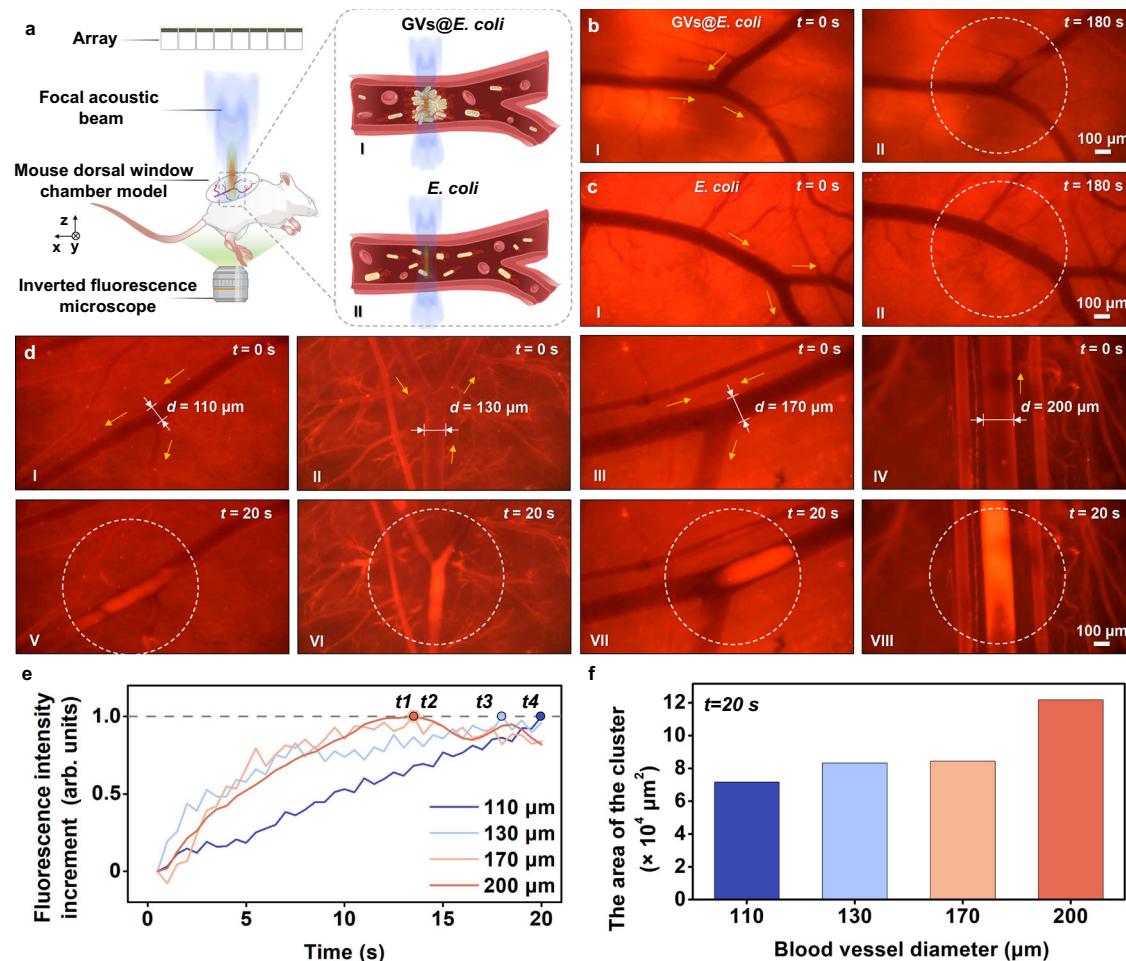 a
Array
Focal acoustic
beam
Mouse dorsal window
chamber model
z
x
y
Inverted fluorescence
microscope
GVs@E. coli
I
E. coli
II
b
GVs@E. coli
t = 0 s
I
t = 180 s
II
100 μm
c
E. coli
t = 0 s
I
t = 180 s
II
100 μm
d
t = 0 s
d = 110 μm
I
t = 0 s
d = 130 μm
II
t = 0 s
d = 170 μm
III
t = 0 s
d = 200 μm
IV
t = 20 s
V
t = 20 s
VI
t = 20 s
VII
t = 20 s
VIII
100 μm
e
Fluorescence intensity
increment (arb. units)
1.0
0.5
0
t1
t2
t3
t4
110 μm
130 μm
170 μm
200 μm
0
5
10
15
20
Time (s)
f
t=20 s
The area of the cluster
(× 10⁴ μm²)
12
10
8
6
4
2
0
110
130
170
200
Blood vessel diameter (μm)